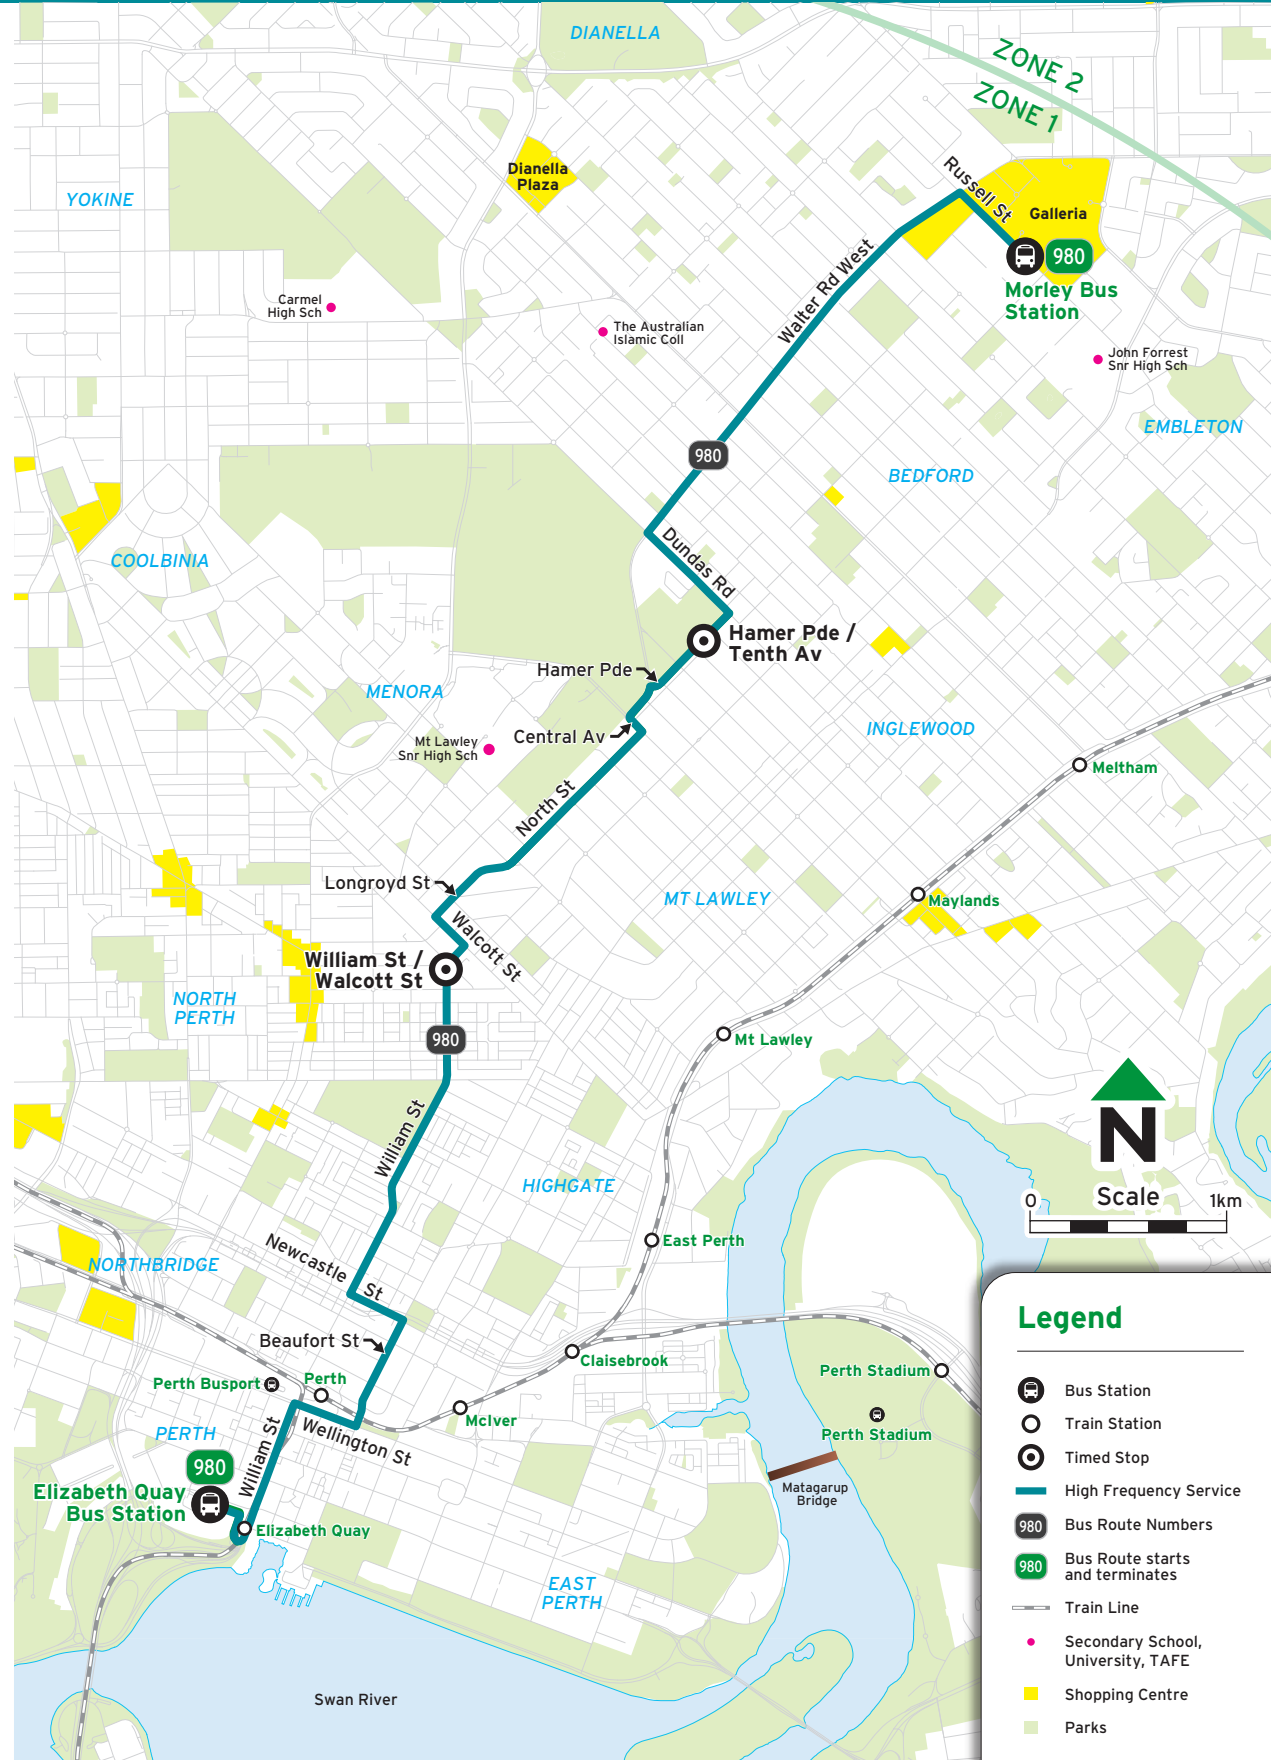 DIANELLA
ZONE 2
ZONE 1
Dianella
Plaza
Russell St
YOKINE
Galleria
980
Walter Rd West
Morley Bus
Station
Carmel
High Sch
The Australian
Islamic Coll
John Forrest
Snr High Sch
EMBLETON
980
BEDFORD
Dundas Rd
COOLBINIA
Hamer Pde /
Tenth Av
Hamer Pde
MENORA
Central Av
INGLEWOOD
Mt Lawley
Snr High Sch
Meltham
North St
Longroyd St
MT LAWLEY
Maylands
Walcott St
William St /
Walcott St
NORTH
PERTH
980
Mt Lawley
N
William St
HIGHGATE
Scale
0
1km
Newcastle St
East Perth
NORTHBRIDGE
Beaufort St
Claisebrook
Perth Stadium
Perth Busport
Perth
McIver
Perth Stadium
PERTH
Wellington St
William St
980
Elizabeth Quay
Bus Station
Matagarup
Bridge
Elizabeth Quay
EAST
PERTH
Swan River
Legend
Bus Station
Train Station
Timed Stop
High Frequency Service
980
Bus Route Numbers
980
Bus Route starts
and terminates
Train Line
Secondary School,
University, TAFE
Shopping Centre
Parks